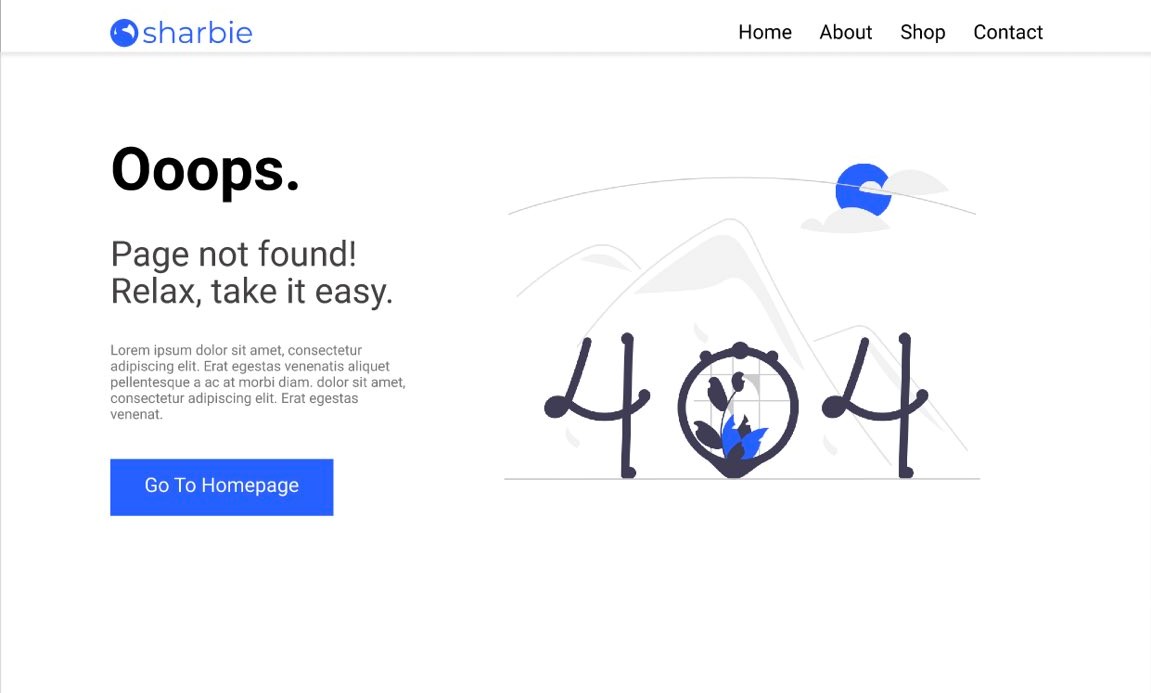 sharbie
Home About Shop Contact
Ooops.
Page not found!
Relax, take it easy.
Lorem ipsum dolor sit amet, consectetur
adipiscing elit. Erat egestas venenatis aliquet
pellentesque a ac at morbi diam. dolor sit amet,
consectetur adipiscing elit. Erat egestas
venenat.
Go To Homepage
404